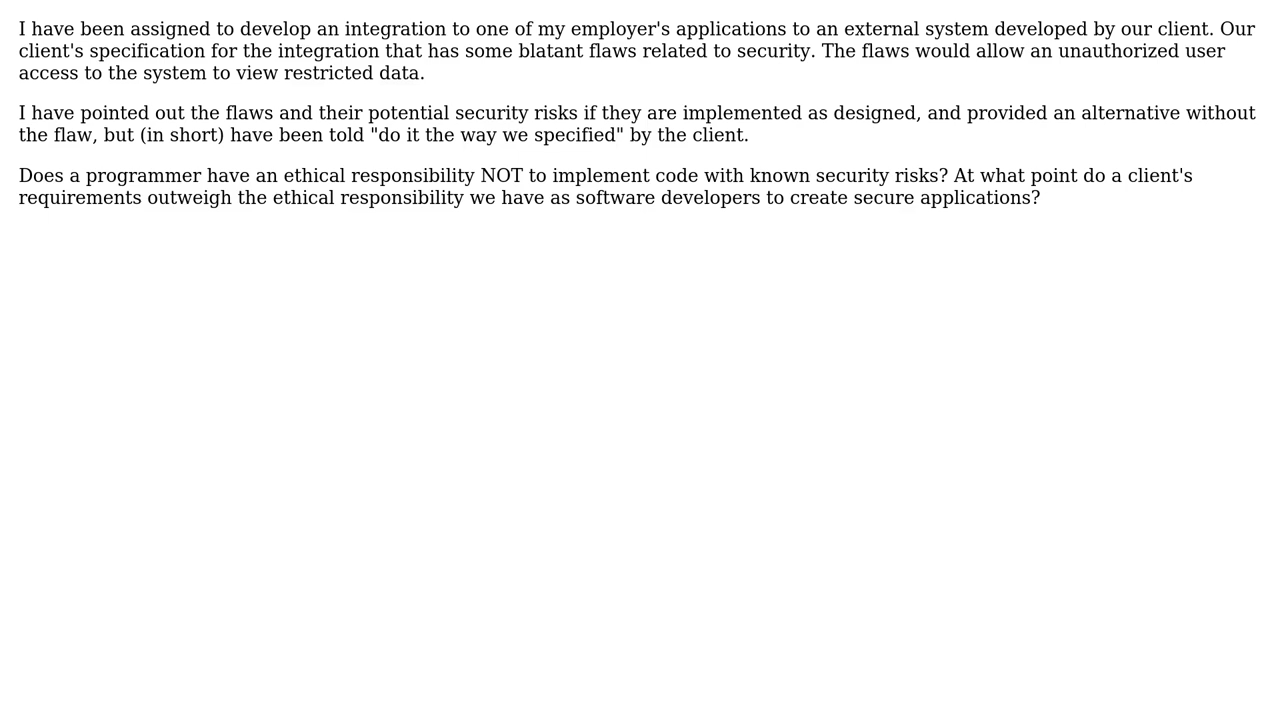 I have been assigned to develop an integration to one of my employer's applications to an external system developed by our client. Our
client's specification for the integration that has some blatant flaws related to security. The flaws would allow an unauthorized user
access to the system to view restricted data.
I have pointed out the flaws and their potential security risks if they are implemented as designed, and provided an alternative without
the flaw, but (in short) have been told "do it the way we specified" by the client.
Does a programmer have an ethical responsibility NOT to implement code with known security risks? At what point do a client's
requirements outweigh the ethical responsibility we have as software developers to create secure applications?